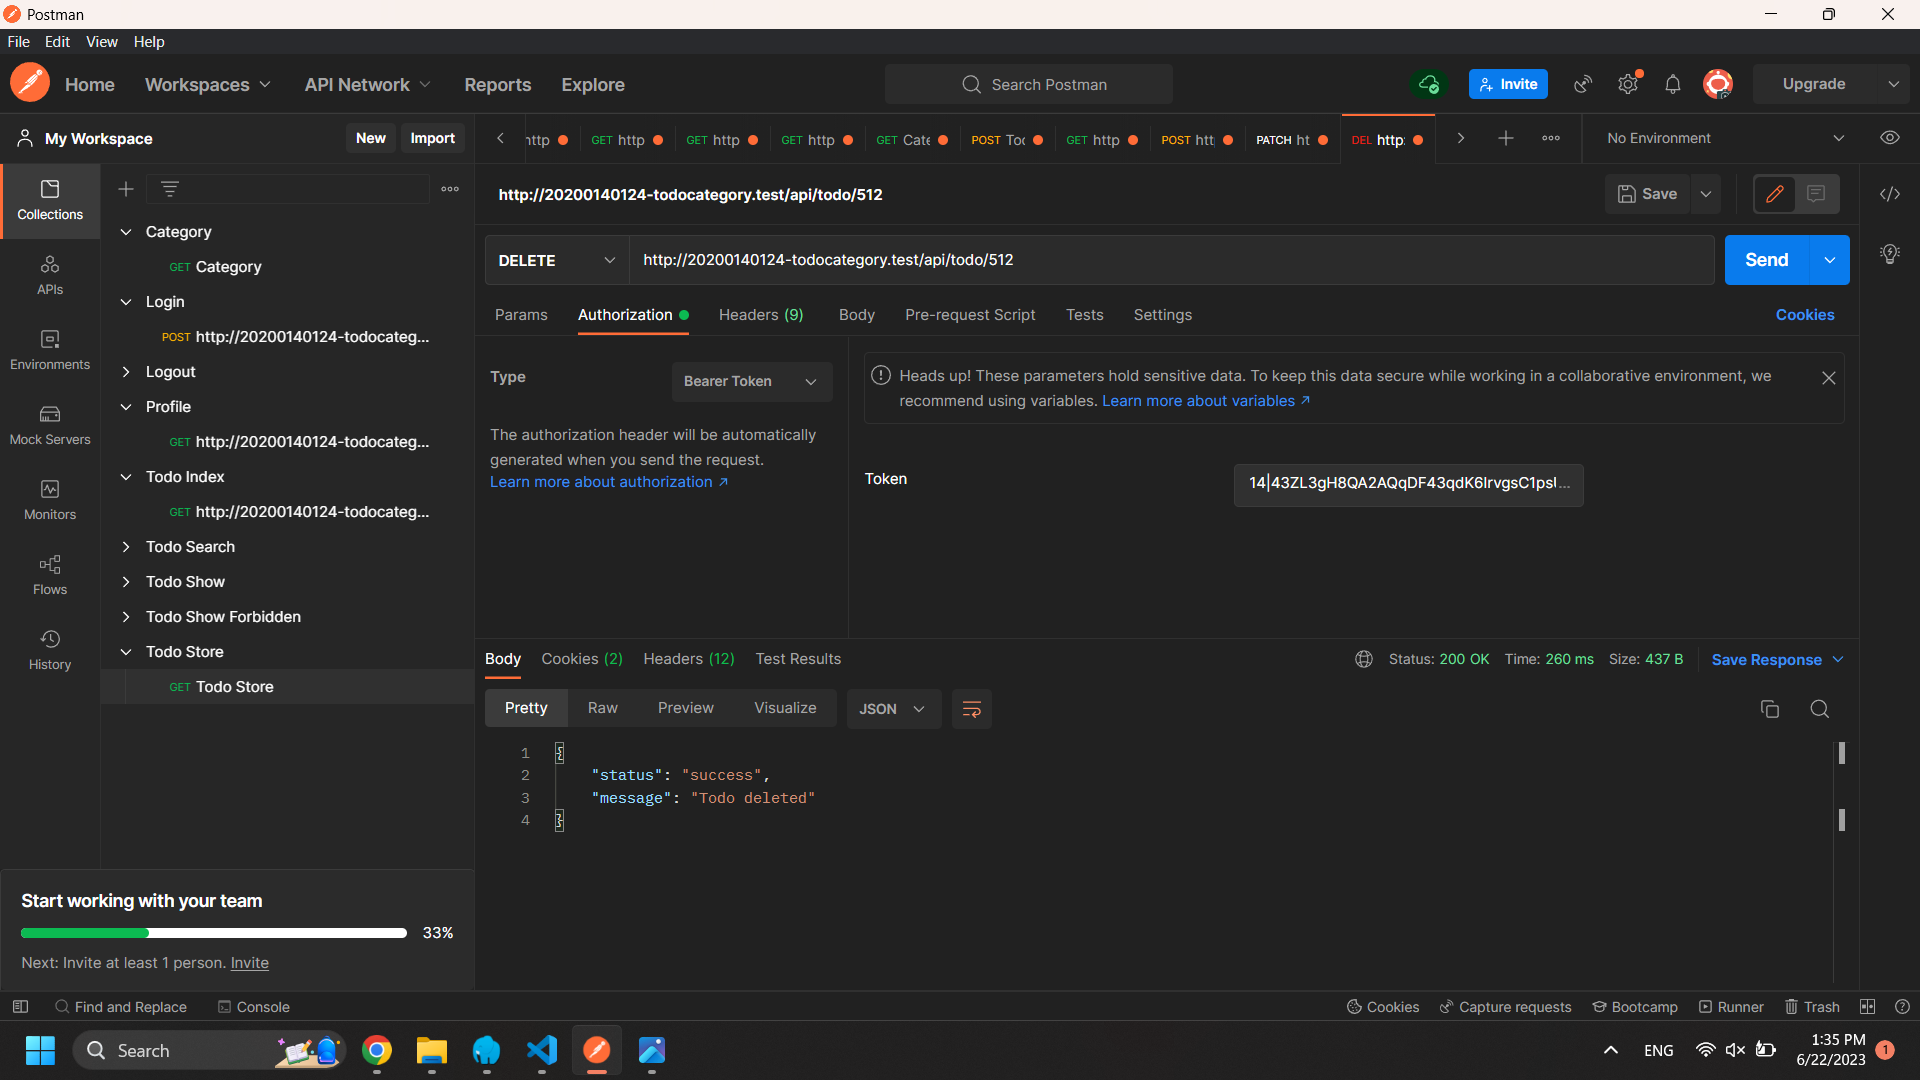 Postman
File Edit View Help
Home Workspaces API Network Reports Explore Search Postman Invite Upgrade
My Workspace New Import
http GET http GET http GET http GET Cate POST Toc GET http POST htt PATCH ht DEL http: No Environment
http://20200140124-todocategory.test/api/todo/512 Save
Collections
APIs
Environments
Mock Servers
Monitors
Flows
History
Category
GET Category
Login
POST http://20200140124-todocateg...
Logout
Profile
GET http://20200140124-todocateg...
Todo Index
GET http://20200140124-todocateg...
Todo Search
Todo Show
Todo Show Forbidden
Todo Store
GET Todo Store
DELETE http://20200140124-todocategory.test/api/todo/512 Send
Params Authorization Headers (9) Body Pre-request Script Tests Settings Cookies
Type Bearer Token
The authorization header will be automatically
generated when you send the request.
Learn more about authorization ↗
Heads up! These parameters hold sensitive data. To keep this data secure while working in a collaborative environment, we
recommend using variables. Learn more about variables ↗
Token 14|43ZL3gH8QA2AQqDF43qdK6IrvgsC1ps...
Body Cookies (2) Headers (12) Test Results Status: 200 OK Time: 260 ms Size: 437 B Save Response
Pretty Raw Preview Visualize JSON
1 {
2 "status": "success",
3 "message": "Todo deleted"
4 }
Start working with your team
33%
Next: Invite at least 1 person. Invite
Find and Replace Console Cookies Capture requests Bootcamp Runner Trash
Search ENG 1:35 PM
6/22/2023 1